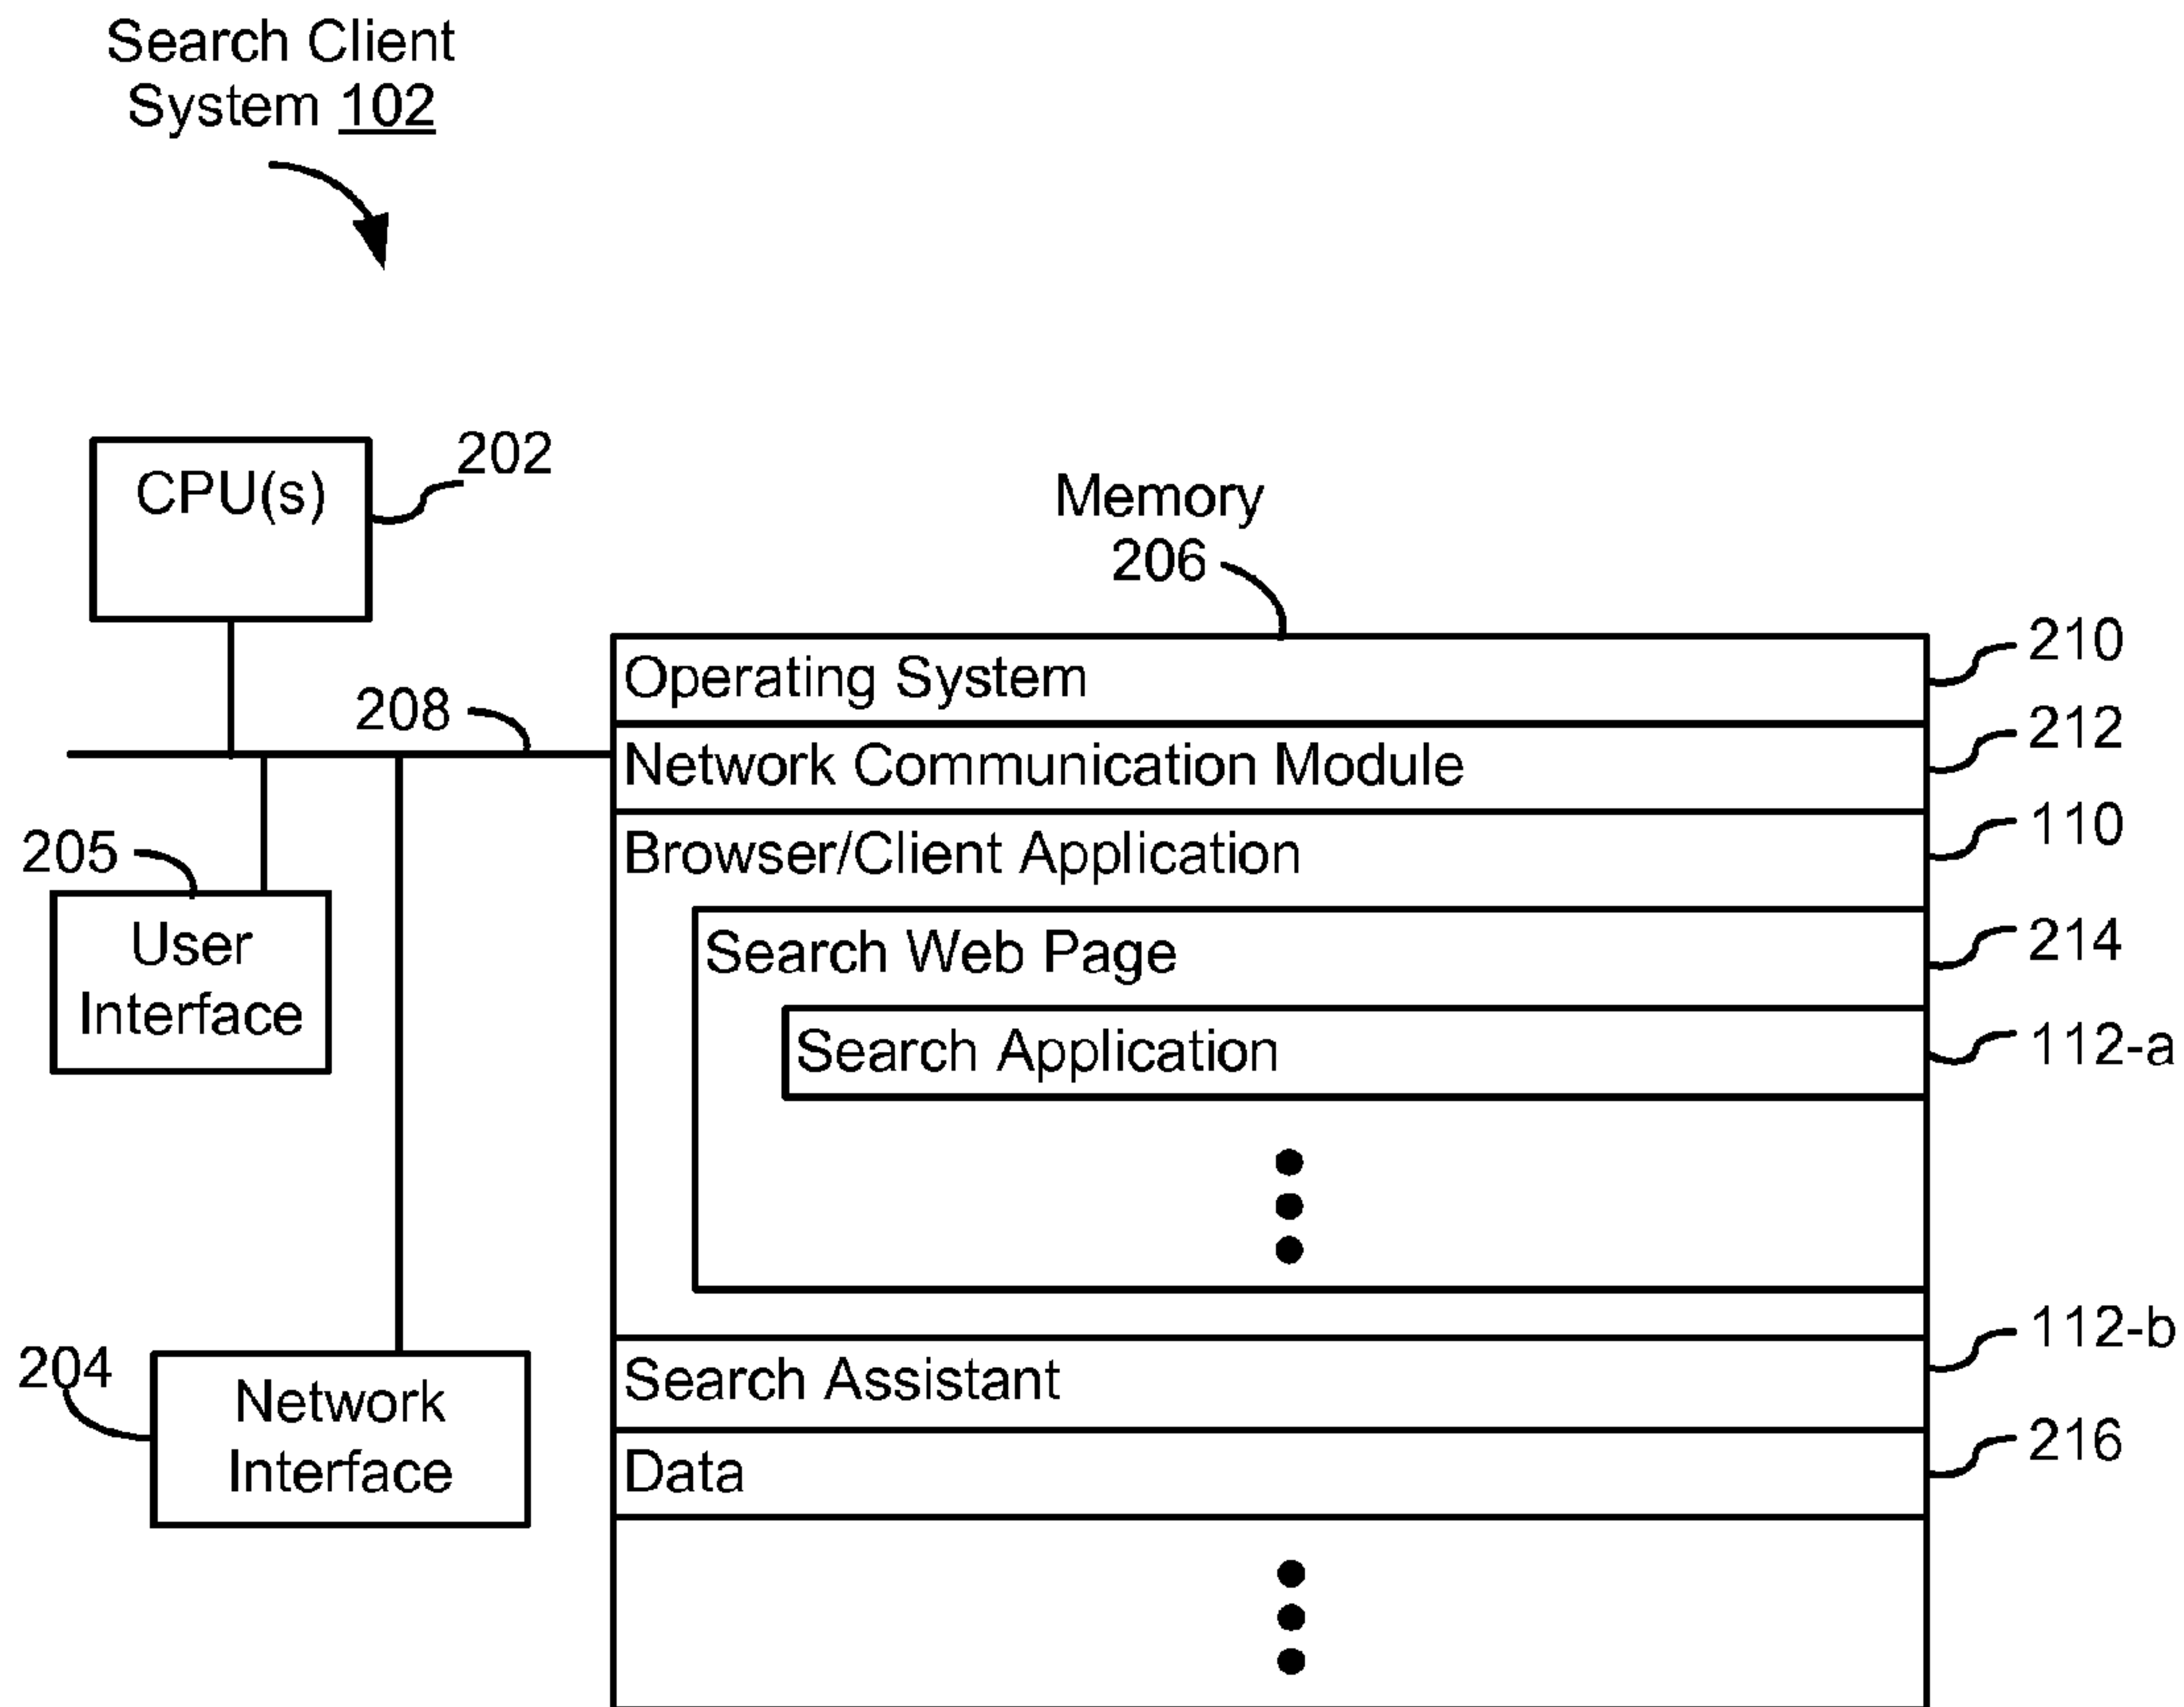 Search Client
System 102
CPU(s)
202
Memory
206
208
Operating System
210
Network Communication Module
212
Browser/Client Application
110
205
User
Interface
Search Web Page
214
Search Application
112-a
Search Assistant
112-b
204
Network
Interface
Data
216